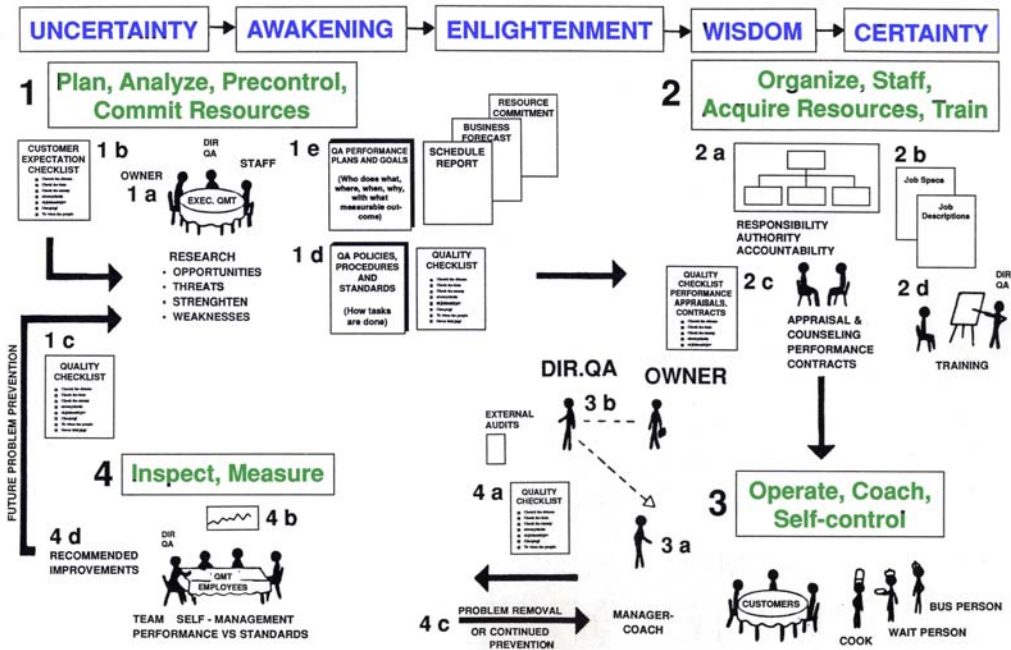 UNCERTAINTY
AWAKENING
ENLIGHTENMENT
WISDOM
CERTAINTY
1
Plan, Analyze, Precontrol,
Commit Resources
CUSTOMER
EXPECTATION
CHECKLIST
1 b
DIR
QA
STAFF
OWNER
1 a
EXEC. QMT
RESEARCH
• OPPORTUNITIES
• THREATS
• STRENGHTEN
• WEAKNESSES
1 e
QA PERFORMANCE
PLANS AND GOALS
(Who does what,
where, when, why,
with what
measurable out-
come)
RESOURCE
COMMITMENT
BUSINESS
FORECAST
SCHEDULE
REPORT
1 d
QA POLICIES,
PROCEDURES
AND
STANDARDS
(How tasks
are done)
QUALITY
CHECKLIST
1 c
QUALITY
CHECKLIST
FUTURE PROBLEM PREVENTION
2
Organize, Staff,
Acquire Resources, Train
2 a
RESPONSIBILITY
AUTHORITY
ACCOUNTABILITY
2 b
Job Specs
Job
Descriptions
QUALITY
CHECKLIST
PERFORMANCE
APPRAISALS,
CONTRACTS
2 c
APPRAISAL &
COUNSELING
PERFORMANCE
CONTRACTS
2 d
DIR
QA
TRAINING
DIR.QA
OWNER
3 b
EXTERNAL
AUDITS
3 a
MANAGER-
COACH
3
Operate, Coach,
Self-control
CUSTOMERS
COOK
WAIT PERSON
BUS PERSON
4
Inspect, Measure
4 a
QUALITY
CHECKLIST
4 b
DIR
QA
QMT
EMPLOYEES
TEAM SELF - MANAGEMENT
PERFORMANCE VS STANDARDS
4 c
PROBLEM REMOVAL
OR CONTINUED
PREVENTION
4 d
RECOMMENDED
IMPROVEMENTS